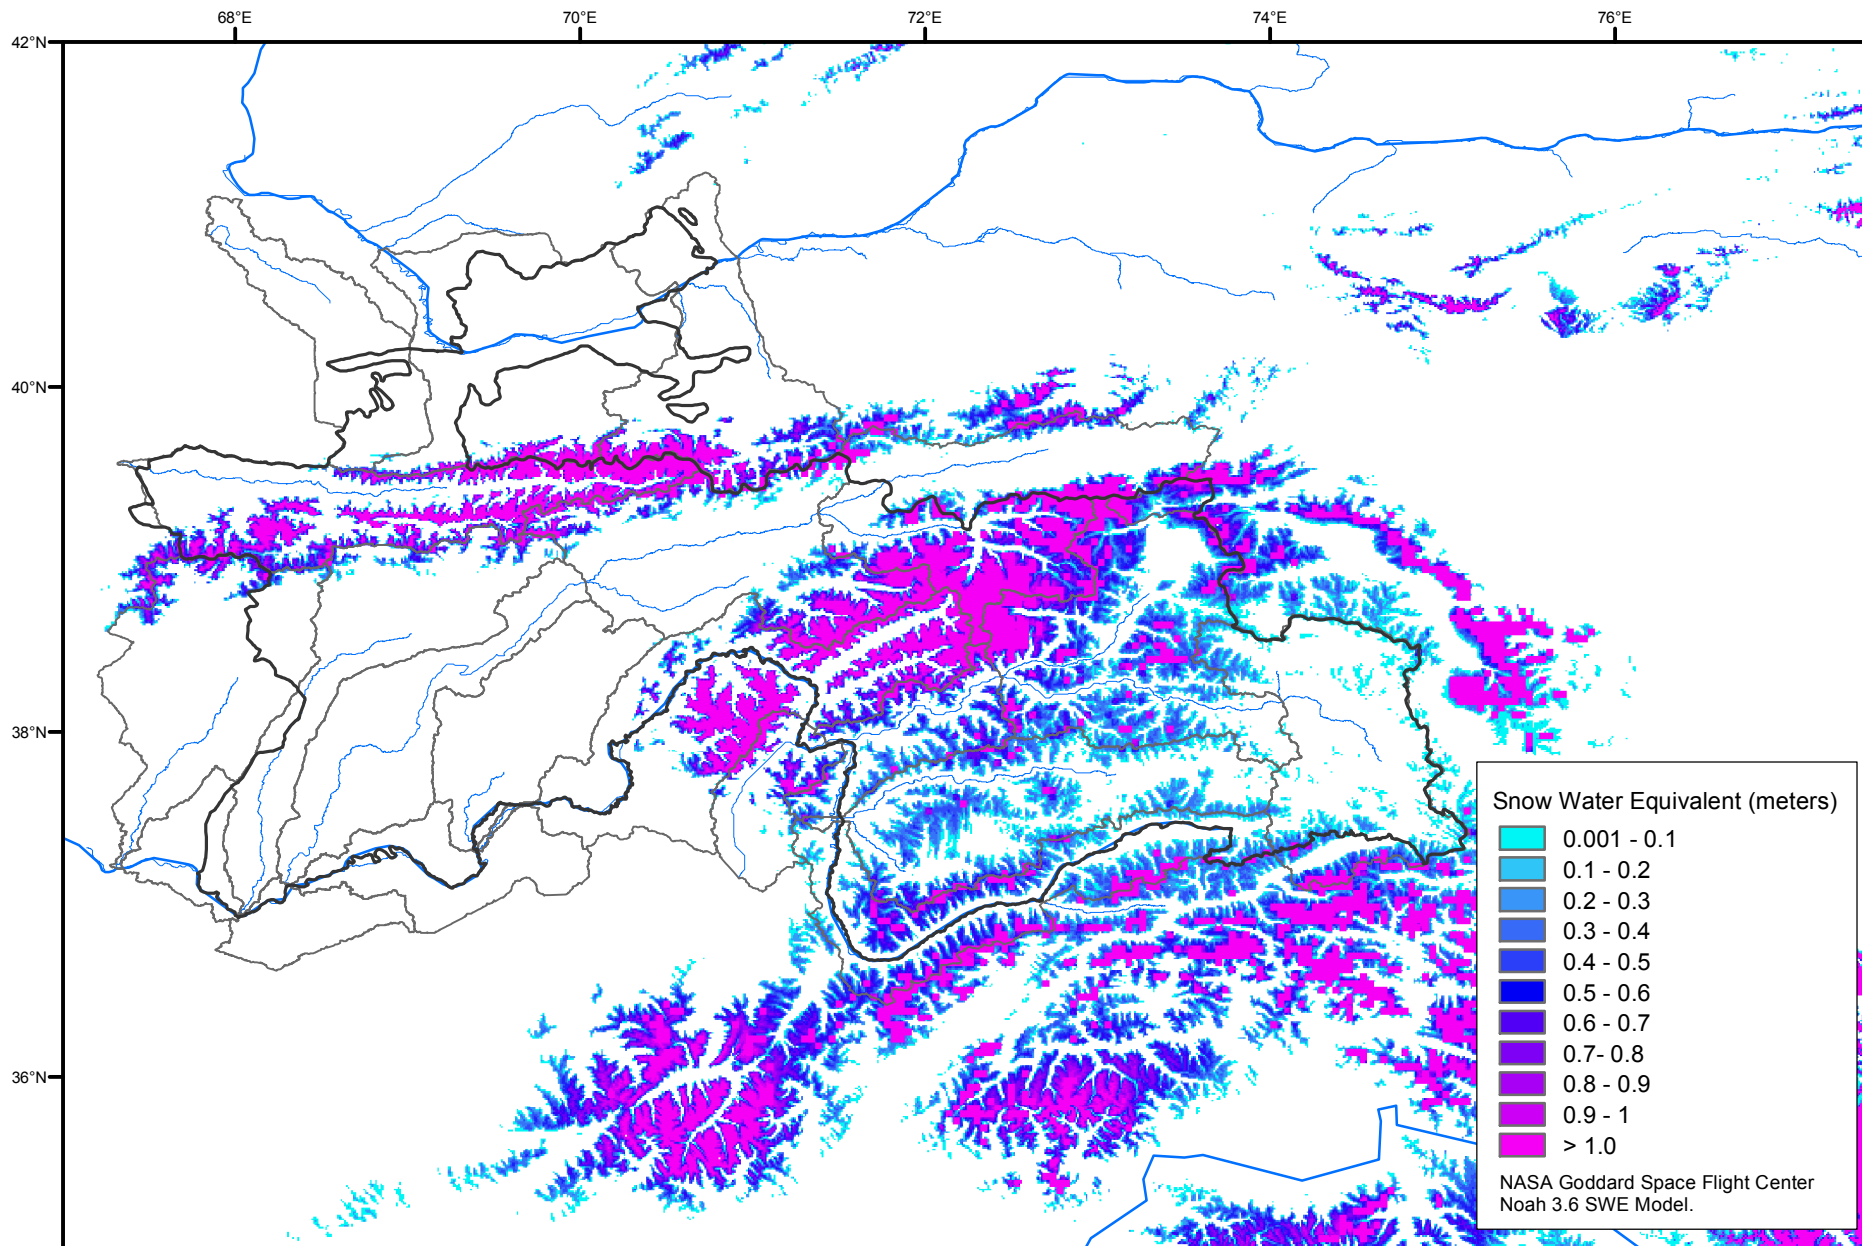 68°E
70°E
72°E
74°E
76°E
42°N
40°N
38°N
36°N
Snow Water Equivalent (meters)
0.001 - 0.1
0.1 - 0.2
0.2 - 0.3
0.3 - 0.4
0.4 - 0.5
0.5 - 0.6
0.6 - 0.7
0.7- 0.8
0.8 - 0.9
0.9 - 1
> 1.0
NASA Goddard Space Flight Center
Noah 3.6 SWE Model.